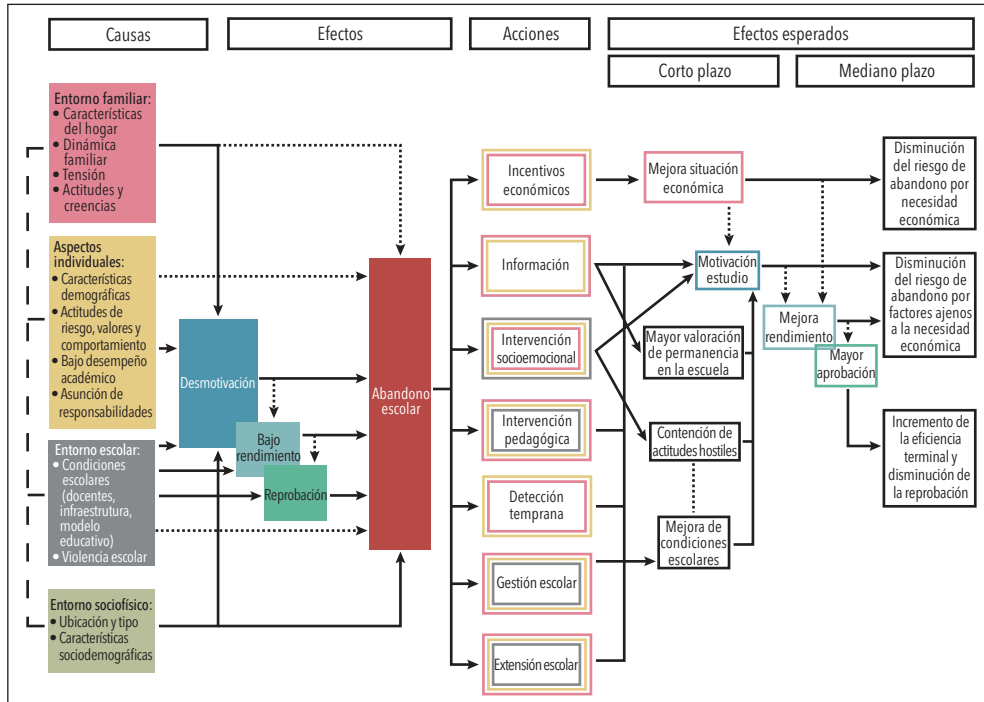 Causas
Efectos
Acciones
Efectos esperados
Corto plazo
Mediano plazo
Entorno familiar:
• Características
del hogar
• Dinámica
familiar
• Tensión
• Actitudes y
creencias
Aspectos
individuales:
• Características
demográficas
• Actitudes de
riesgo, valores y
comportamiento
• Bajo desempeño
académico
• Asunción de
responsabilidades
Entorno escolar:
• Condiciones
escolares
(docentes,
infraestrutura,
modelo
educativo)
• Violencia escolar
Entorno sociofísico:
• Ubicación y tipo
• Características
sociodemográficas
Desmotivación
Bajo
rendimiento
Reprobación
Abandono
escolar
Incentivos
económicos
Información
Intervención
socioemocional
Intervención
pedagógica
Detección
temprana
Gestión escolar
Extensión escolar
Mejora situación
económica
Motivación
estudio
Mayor valoración
de permanencia
en la escuela
Contención de
actitudes hostiles
Mejora de
condiciones
escolares
Mejora
rendimiento
Mayor
aprobación
Disminución
del riesgo de
abandono por
necesidad
económica
Disminución
del riesgo de
abandono por
factores ajenos
a la necesidad
económica
Incremento de
la eficiencia
terminal y
disminución de
la reprobación